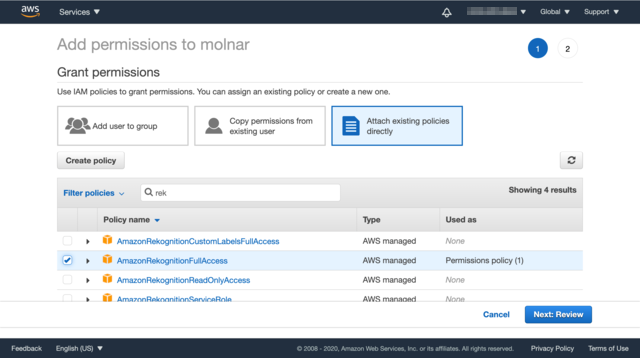 aws
Services
Global
Support
Add permissions to molnar
1
2
Grant permissions
Use IAM policies to grant permissions. You can assign an existing policy or create a new one.
Add user to group
Copy permissions from
existing user
Attach existing policies
directly
Create policy
Filter policies
rek
Showing 4 results
Policy name
Type
Used as
AmazonRekognitionCustomLabelsFullAccess
AWS managed
None
AmazonRekognitionFullAccess
AWS managed
Permissions policy (1)
AmazonRekognitionReadOnlyAccess
AWS managed
None
AmazonRekognitionServiceRole
AWS managed
None
Cancel
Next: Review
Feedback
English (US)
© 2008 - 2020, Amazon Web Services, Inc. or its affiliates. All rights reserved.
Privacy Policy
Terms of Use